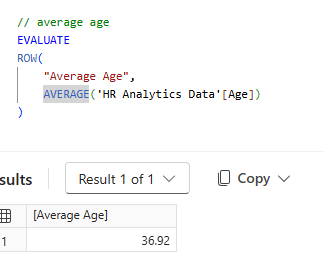 // average age
EVALUATE
ROW(
"Average Age",
AVERAGE('HR Analytics Data'[Age])
)
sults Result 1 of 1 Copy
[Average Age]
1 36.92